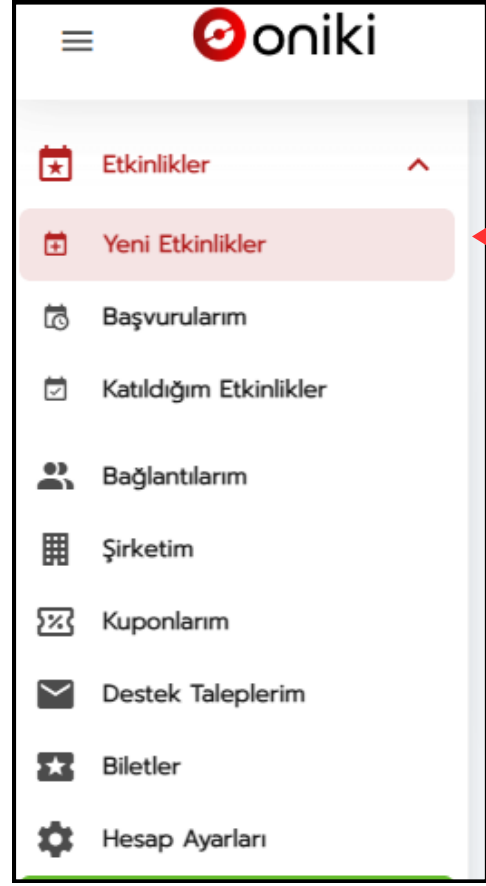 oniki
Etkinlikler
Yeni Etkinlikler
Başvurularım
Katıldığım Etkinlikler
Bağlantılarım
Şirketim
Kuponlarım
Destek Taleplerim
Biletler
Hesap Ayarları